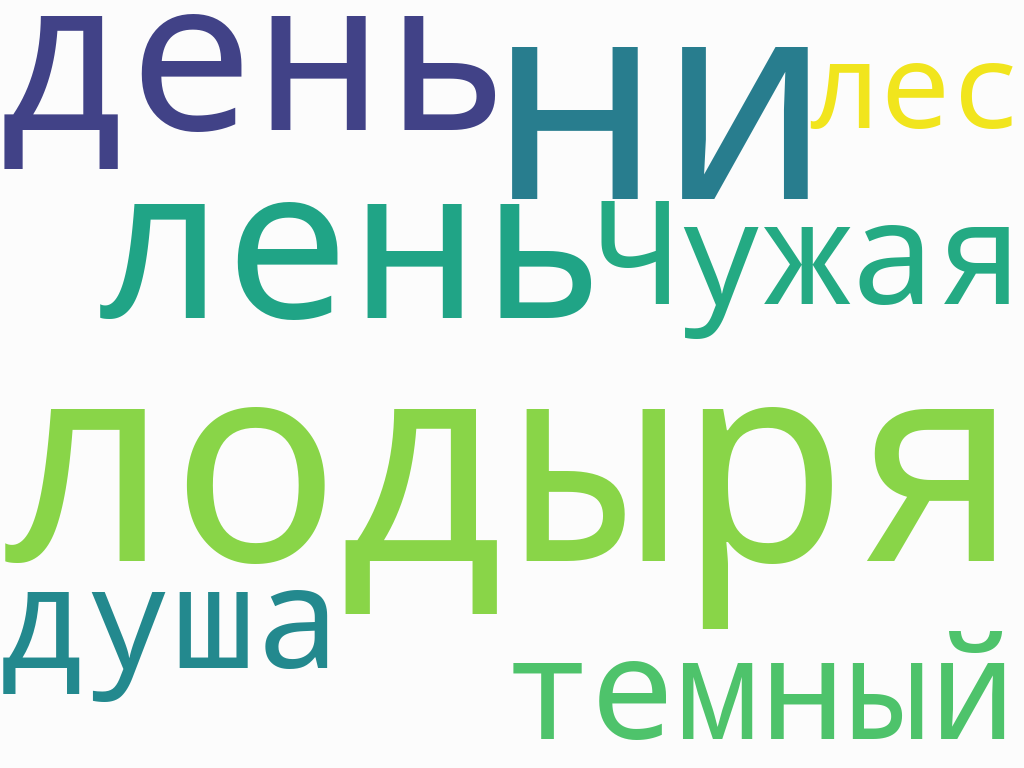 день ни лес
лень Чужая
лодыря
душа
темный